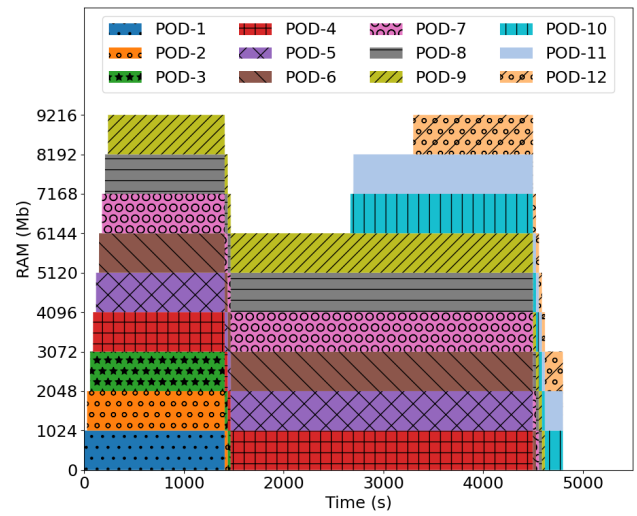 POD-1 POD-4 POD-7 POD-10
POD-2 POD-5 POD-8 POD-11
POD-3 POD-6 POD-9 POD-12
9216
8192
7168
6144
5120
4096
3072
2048
1024
0
RAM (Mb)
0 1000 2000 3000 4000 5000
Time (s)